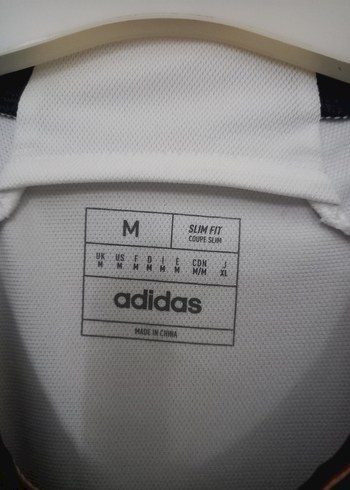 M
SLIM FIT
COUPE SLIM
UK US F D I E CDN J
M M M M M M M/M XL
adidas
MADE IN CHINA